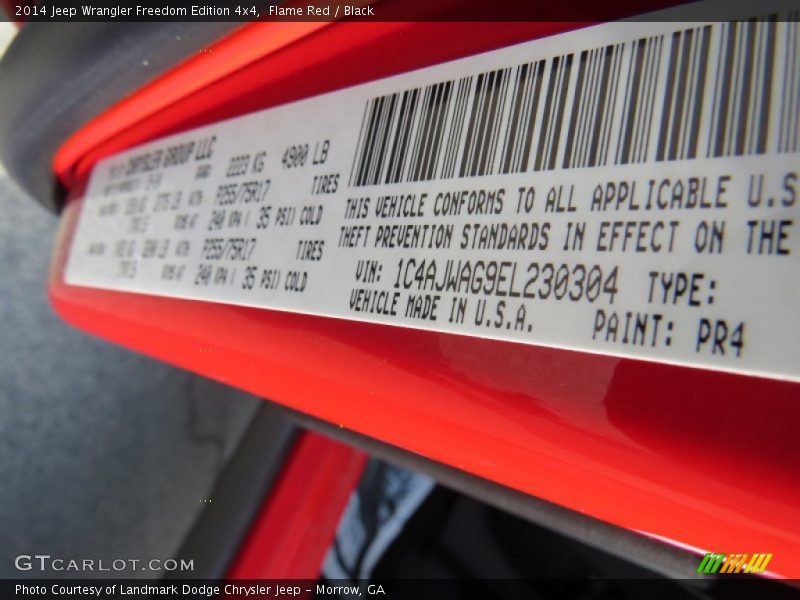 2014 Jeep Wrangler Freedom Edition 4x4,  Flame Red / Black
CHRYSLER GROUP LLC
2223 KG 4900 LB
P255/75R17 TIRES
240 KPA ( 35 PSI) COLD
P255/75R17 TIRES
240 KPA ( 35 PSI) COLD
THIS VEHICLE CONFORMS TO ALL APPLICABLE U.S
THEFT PREVENTION STANDARDS IN EFFECT ON THE
VIN: 1C4AJWAG9EL230304 TYPE:
VEHICLE MADE IN U.S.A. PAINT: PR4
GTCARLOT.COM
Photo Courtesy of Landmark Dodge Chrysler Jeep - Morrow, GA